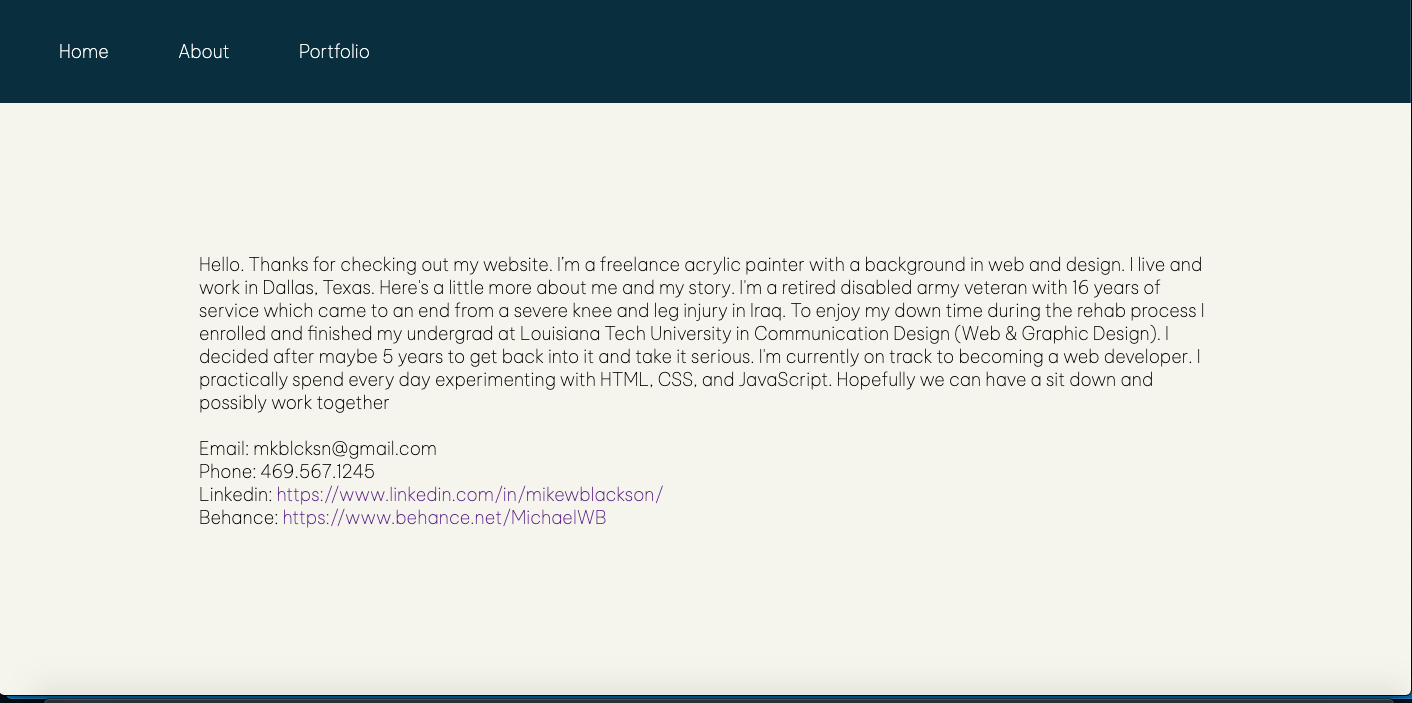 Home About Portfolio
Hello. Thanks for checking out my website. I'm a freelance acrylic painter with a background in web and design. I live and
work in Dallas, Texas. Here's a little more about me and my story. I'm a retired disabled army veteran with 16 years of
service which came to an end from a severe knee and leg injury in Iraq. To enjoy my down time during the rehab process I
enrolled and finished my undergrad at Louisiana Tech University in Communication Design (Web & Graphic Design). I
decided after maybe 5 years to get back into it and take it serious. I'm currently on track to becoming a web developer. I
practically spend every day experimenting with HTML, CSS, and JavaScript. Hopefully we can have a sit down and
possibly work together
Email: mkblcksn@gmail.com
Phone: 469.567.1245
Linkedin: https://www.linkedin.com/in/mikewblackson/
Behance: https://www.behance.net/MichaelWB